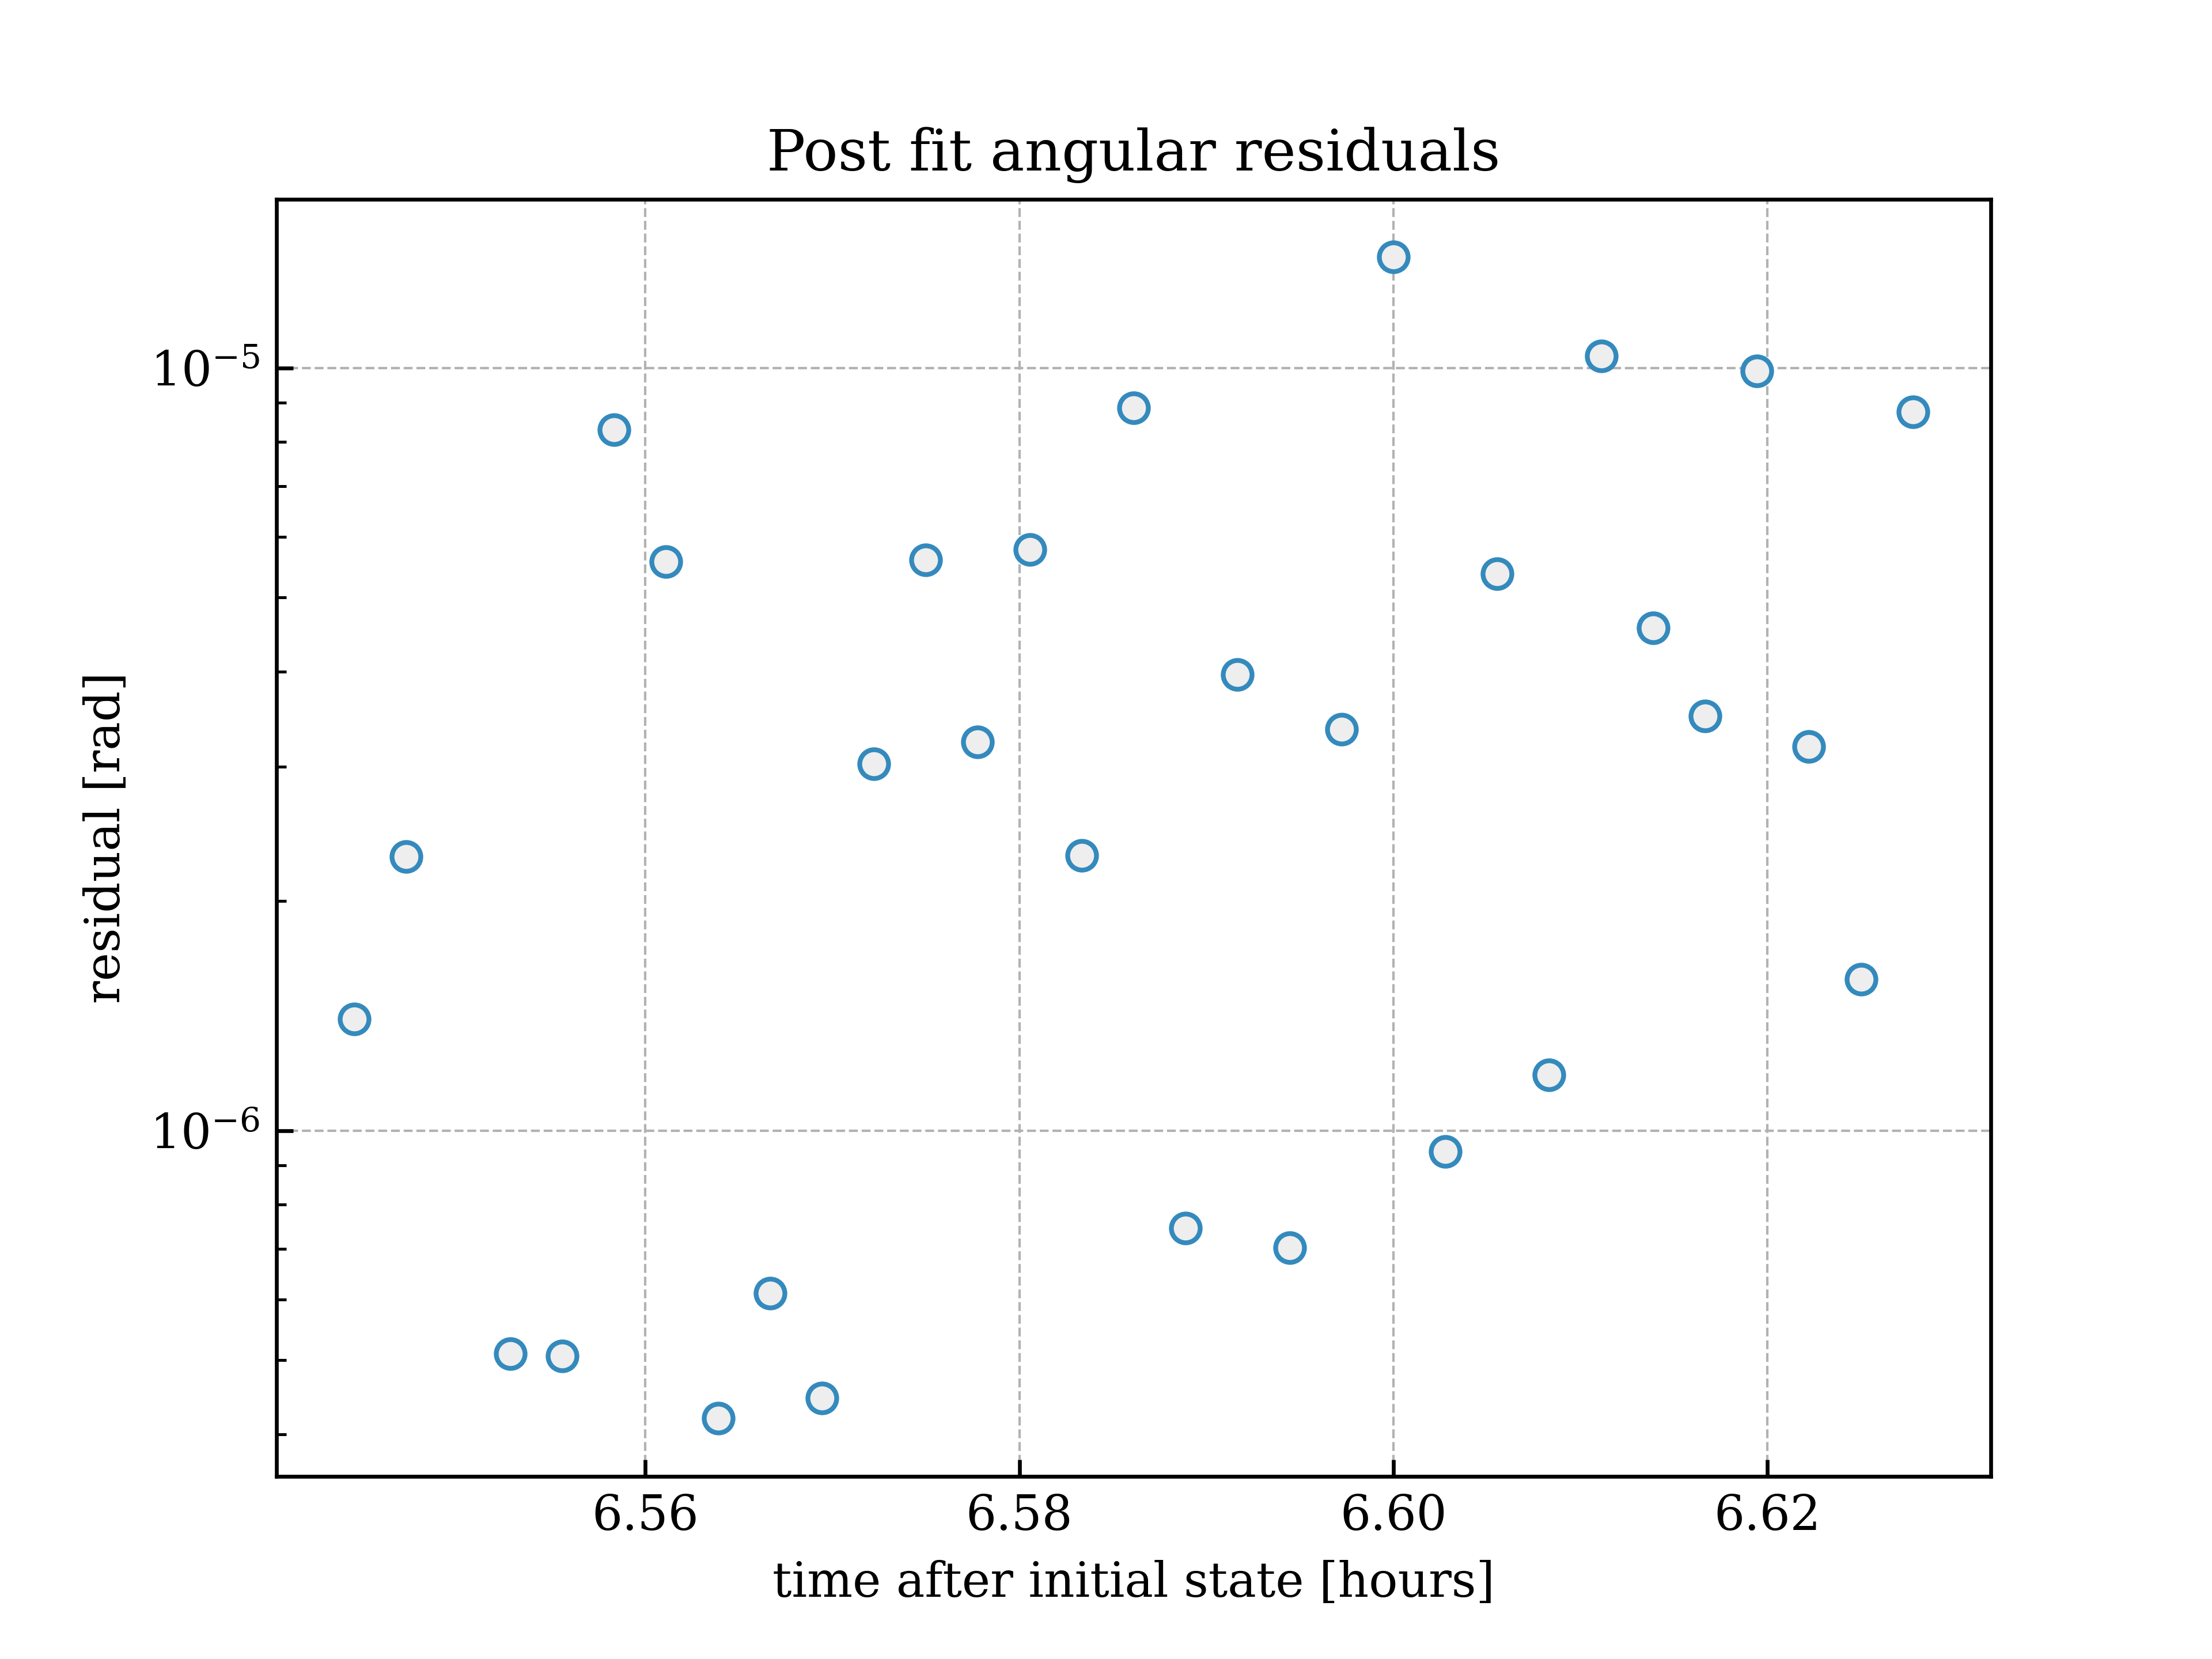 Post fit angular residuals
residual [rad]
10⁻⁵
10⁻⁶
6.56 6.58 6.60 6.62
time after initial state [hours]